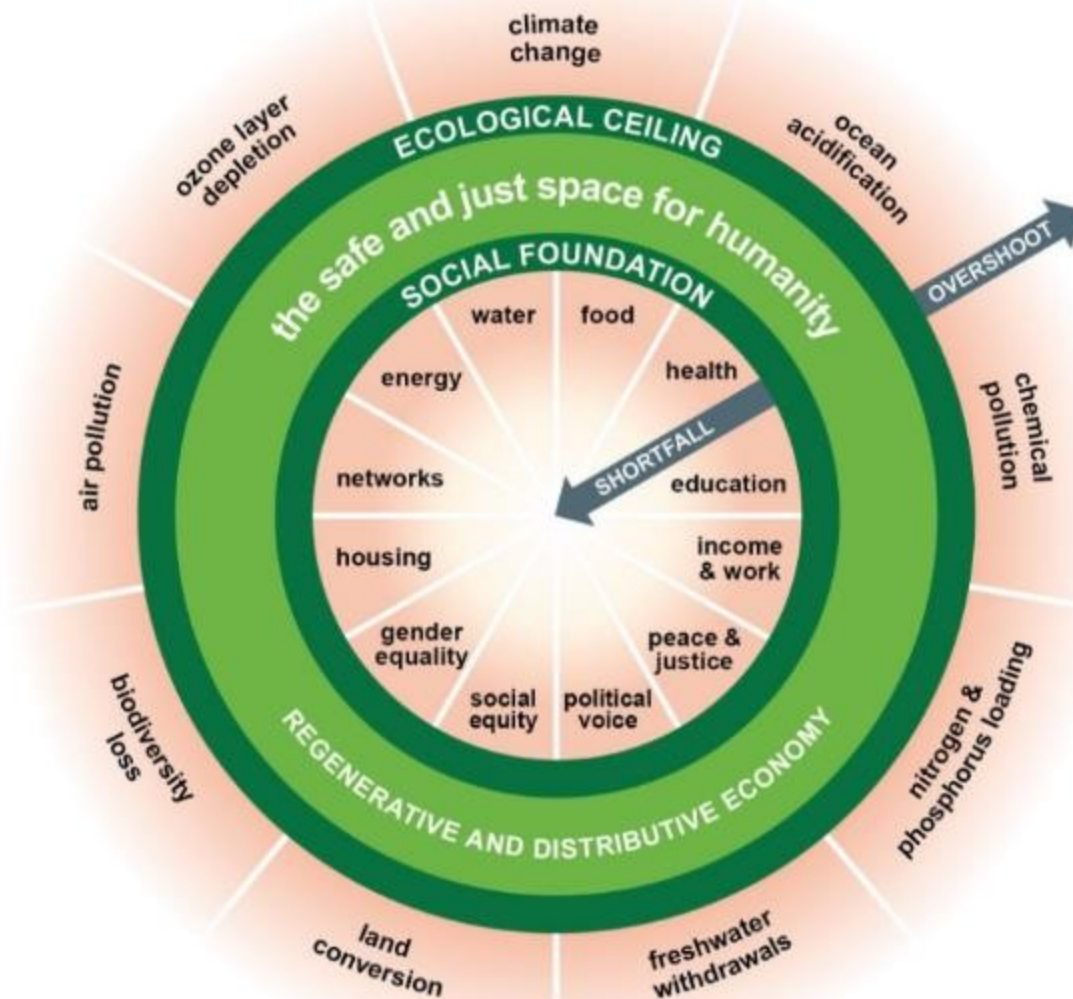 climate
change
ocean
acidification
chemical
pollution
nitrogen &
phosphorus loading
freshwater
withdrawals
land
conversion
biodiversity
loss
air pollution
ozone layer
depletion
OVERSHOOT
ECOLOGICAL CEILING
the safe and just space for humanity
SOCIAL FOUNDATION
water
food
health
SHORTFALL
education
income
& work
peace &
justice
political
voice
social
equity
gender
equality
housing
networks
energy
REGENERATIVE AND DISTRIBUTIVE ECONOMY